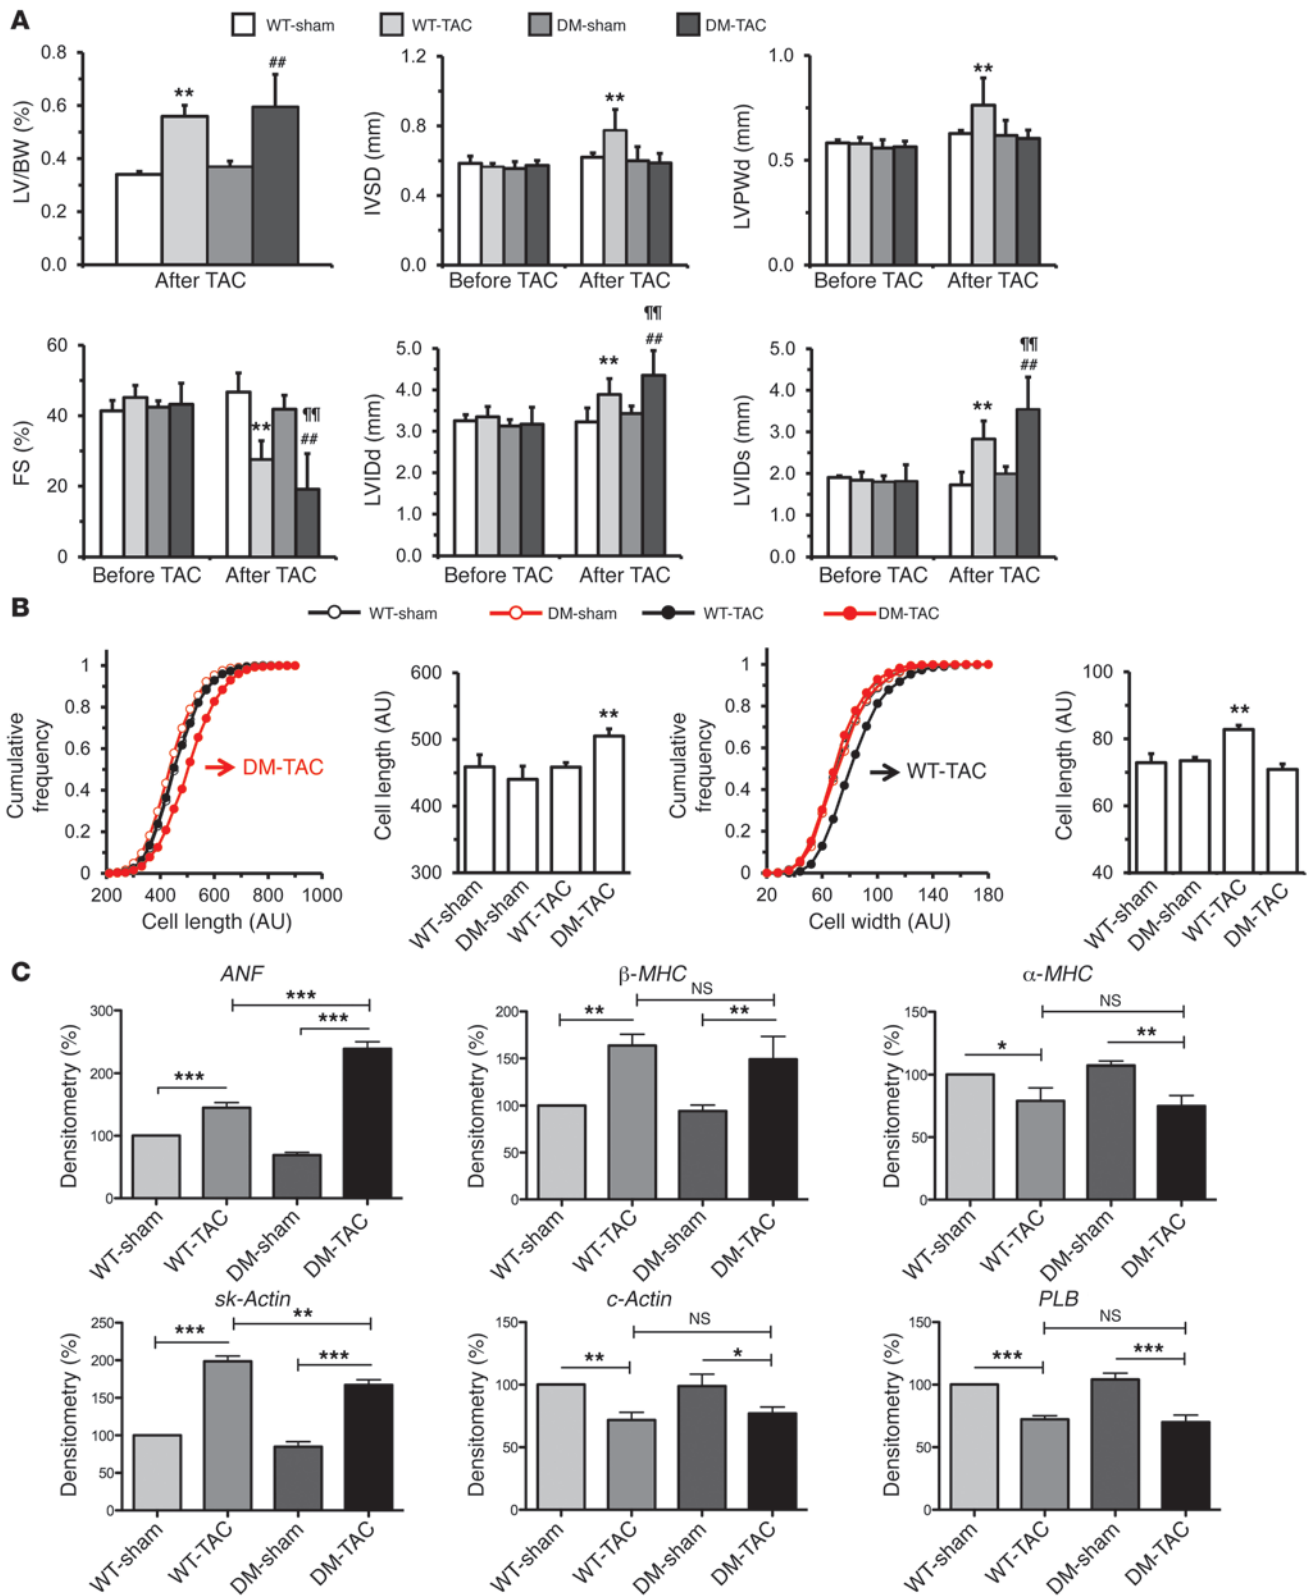 A
WT-sham WT-TAC DM-sham DM-TAC
LV/BW (%)
0.8
0.6
0.4
0.2
0.0
**
##
After TAC
IVSD (mm)
1.2
0.8
0.4
0.0
**
Before TAC After TAC
LVPWd (mm)
1.0
0.5
0.0
**
Before TAC After TAC
FS (%)
60
40
20
0
**
¶¶
##
Before TAC After TAC
LVIDd (mm)
5.0
4.0
3.0
2.0
1.0
0.0
**
¶¶
##
Before TAC After TAC
LVIDs (mm)
5.0
4.0
3.0
2.0
1.0
0.0
**
¶¶
##
Before TAC After TAC
B
WT-sham DM-sham WT-TAC DM-TAC
Cumulative
frequency
1
0.8
0.6
0.4
0.2
0
DM-TAC
200 400 600 800 1000
Cell length (AU)
Cell length (AU)
600
500
400
300
**
WT-sham DM-sham WT-TAC DM-TAC
Cumulative
frequency
1
0.8
0.6
0.4
0.2
0
WT-TAC
20 60 100 140 180
Cell width (AU)
Cell length (AU)
100
80
60
40
**
WT-sham DM-sham WT-TAC DM-TAC
C
ANF
Densitometry (%)
300
200
100
0
***
***
***
WT-sham WT-TAC DM-sham DM-TAC
β-MHC
Densitometry (%)
200
150
100
50
0
NS
**
**
WT-sham WT-TAC DM-sham DM-TAC
α-MHC
Densitometry (%)
150
100
50
0
NS
**
*
WT-sham WT-TAC DM-sham DM-TAC
sk-Actin
Densitometry (%)
250
200
150
100
50
0
**
***
***
WT-sham WT-TAC DM-sham DM-TAC
c-Actin
Densitometry (%)
150
100
50
0
NS
**
*
WT-sham WT-TAC DM-sham DM-TAC
PLB
Densitometry (%)
150
100
50
0
NS
***
***
WT-sham WT-TAC DM-sham DM-TAC